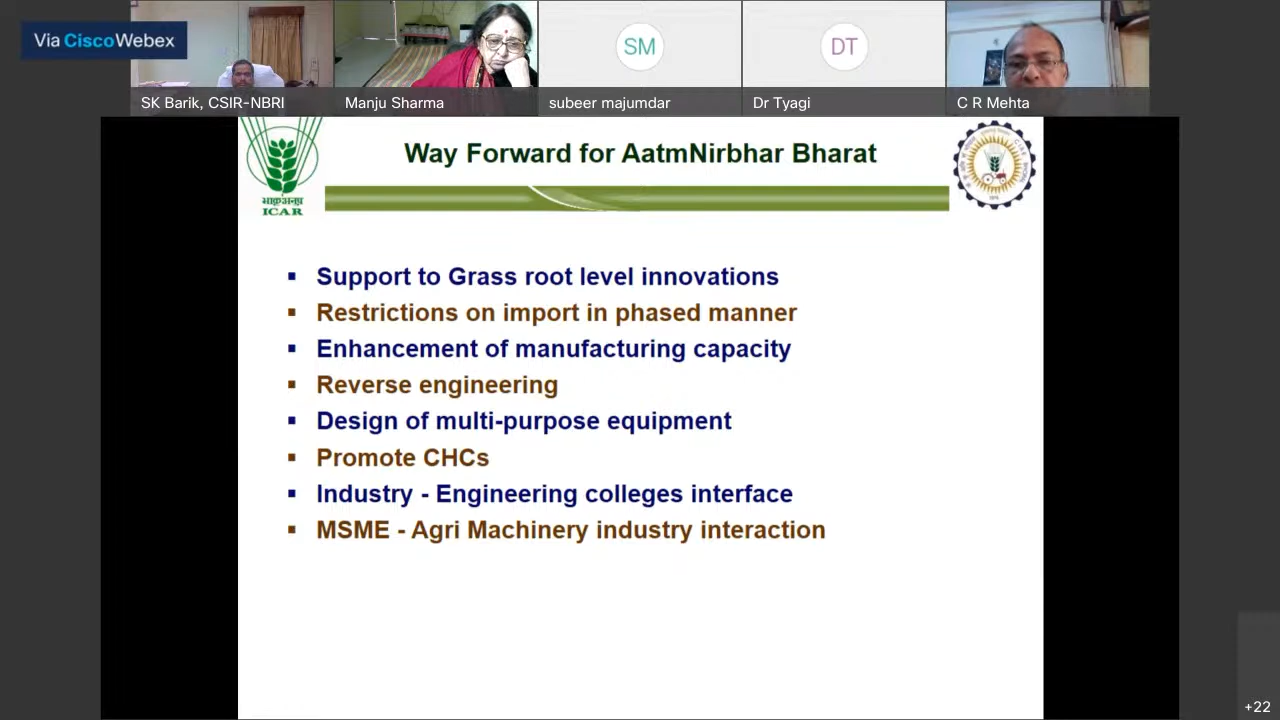 Via Cisco Webex
SM
DT
SK Barik, CSIR-NBRI
Manju Sharma
subeer majumdar
Dr Tyagi
C R Mehta
Way Forward for AatmNirbhar Bharat
भाकृअनुप
ICAR
▪ Support to Grass root level innovations
▪ Restrictions on import in phased manner
▪ Enhancement of manufacturing capacity
▪ Reverse engineering
▪ Design of multi-purpose equipment
▪ Promote CHCs
▪ Industry - Engineering colleges interface
▪ MSME - Agri Machinery industry interaction
+22